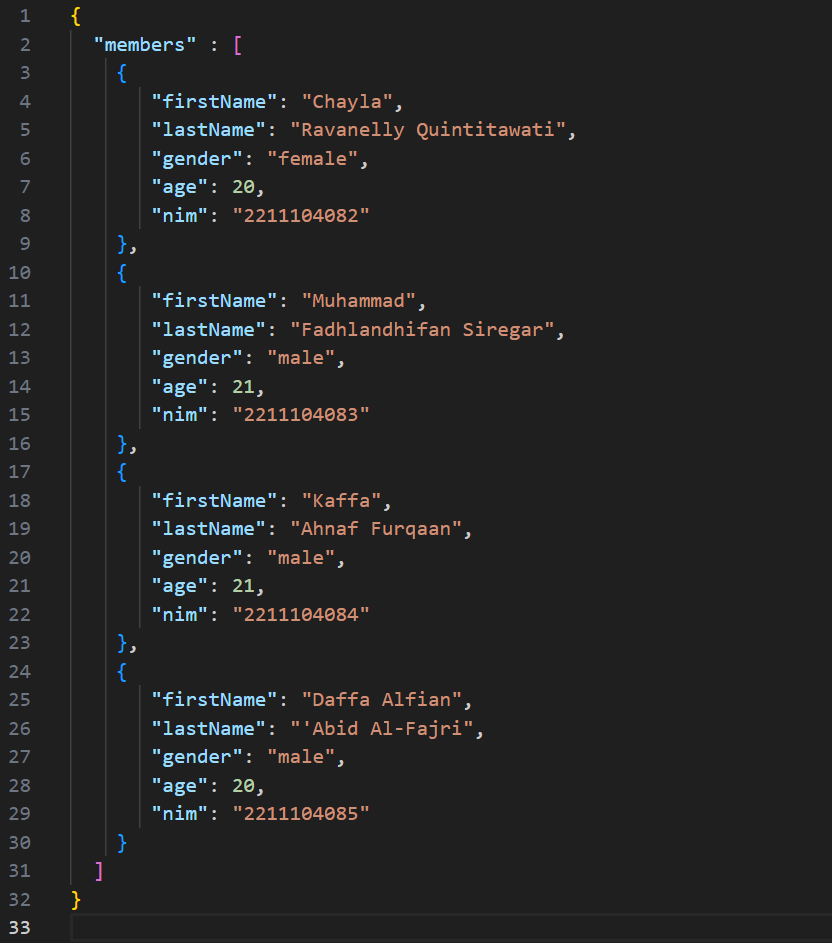 1 {
2   "members" : [
3     {
4        "firstName": "Chayla",
5        "lastName": "Ravanelly Quintitawati",
6        "gender": "female",
7        "age": 20,
8        "nim": "2211104082"
9     },
10     {
11        "firstName": "Muhammad",
12        "lastName": "Fadhlandhifan Siregar",
13        "gender": "male",
14        "age": 21,
15        "nim": "2211104083"
16     },
17     {
18        "firstName": "Kaffa",
19        "lastName": "Ahnaf Furqaan",
20        "gender": "male",
21        "age": 21,
22        "nim": "2211104084"
23     },
24     {
25        "firstName": "Daffa Alfian",
26        "lastName": "'Abid Al-Fajri",
27        "gender": "male",
28        "age": 20,
29        "nim": "2211104085"
30     }
31   ]
32 }
33